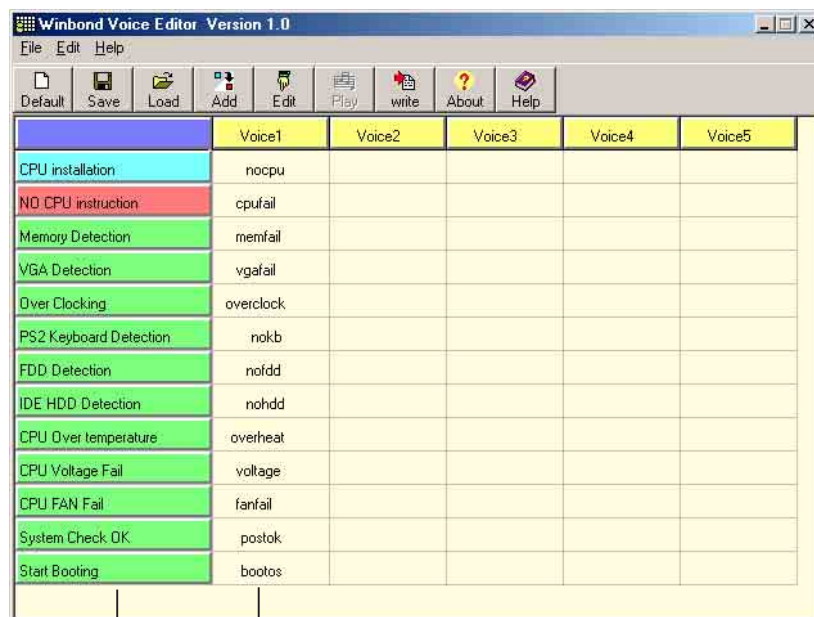 Winbond Voice Editor Version 1.0
File Edit Help
Default Save Load Add Edit Play write About Help
Voice1 Voice2 Voice3 Voice4 Voice5
CPU installation nocpu
NO CPU instruction cpufail
Memory Detection memfail
VGA Detection vgafail
Over Clocking overclock
PS2 Keyboard Detection nokb
FDD Detection nofdd
IDE HDD Detection nohdd
CPU Over temperature overheat
CPU Voltage Fail voltage
CPU FAN Fail fanfail
System Check OK postok
Start Booting bootos